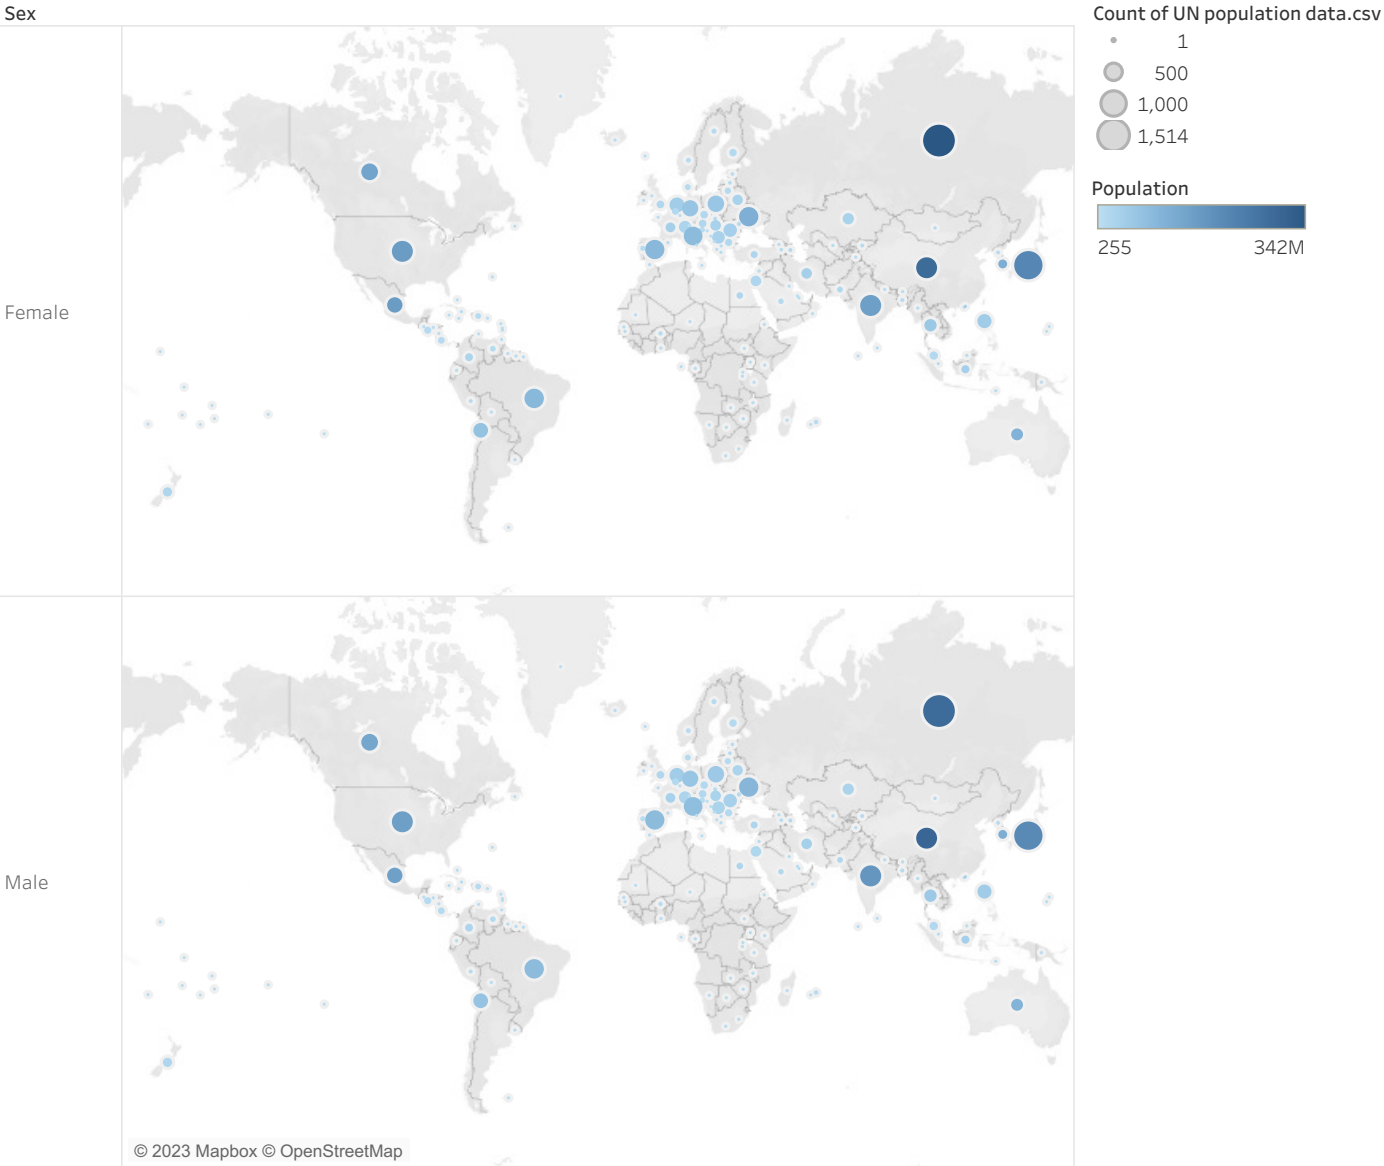 Sex
Count of UN population data.csv
1
500
1,000
1,514
Population
255 342M
Female
Male
© 2023 Mapbox © OpenStreetMap